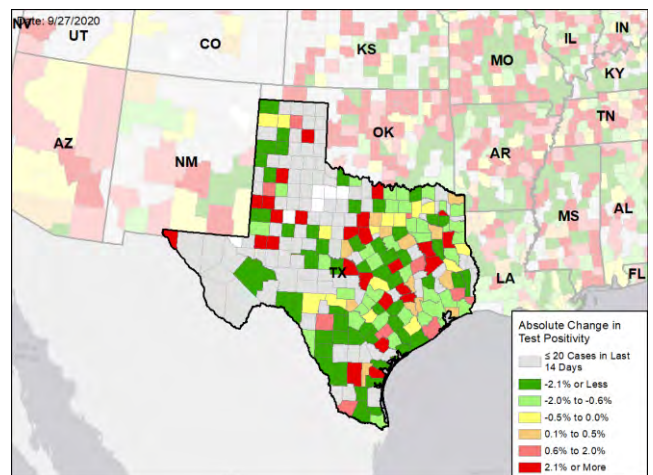 Date: 9/27/2020
NV
UT
CO
KS
MO
IL
IN
KY
AZ
NM
OK
AR
TN
TX
LA
MS
AL
FL
Absolute Change in
Test Positivity
≤ 20 Cases in Last
14 Days
-2.1% or Less
-2.0% to -0.6%
-0.5% to 0.0%
0.1% to 0.5%
0.6% to 2.0%
2.1% or More